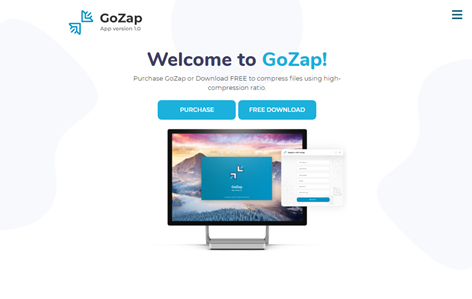 GoZap
App version 1.0
Welcome to GoZap!
Purchase GoZap or Download FREE to compress files using high-
compression ratio.
PURCHASE
FREE DOWNLOAD
GoZap